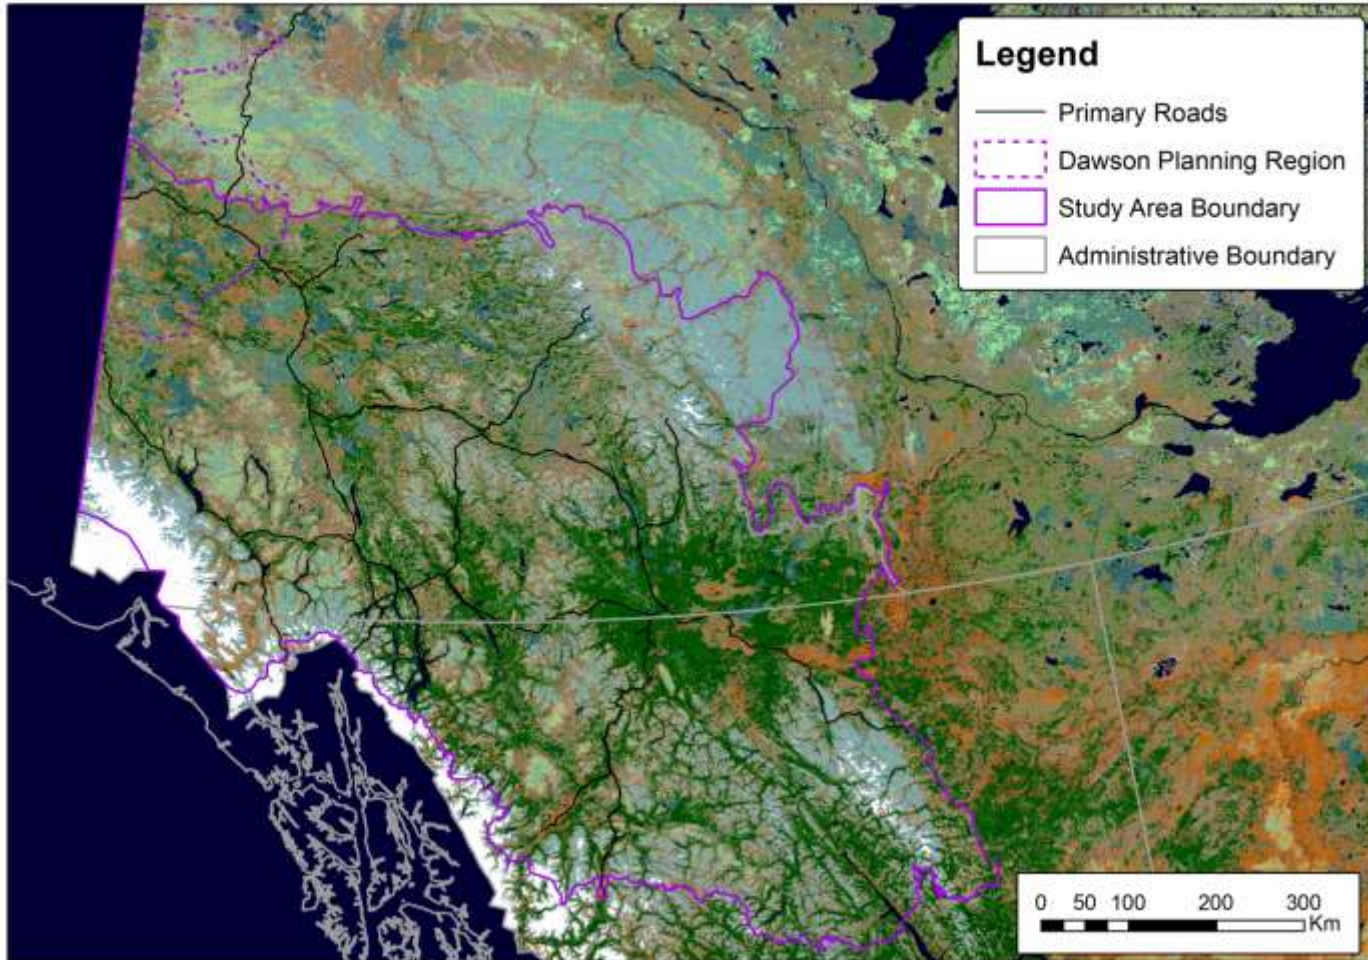 Legend
Primary Roads
Dawson Planning Region
Study Area Boundary
Administrative Boundary
0 50 100 200 300
Km